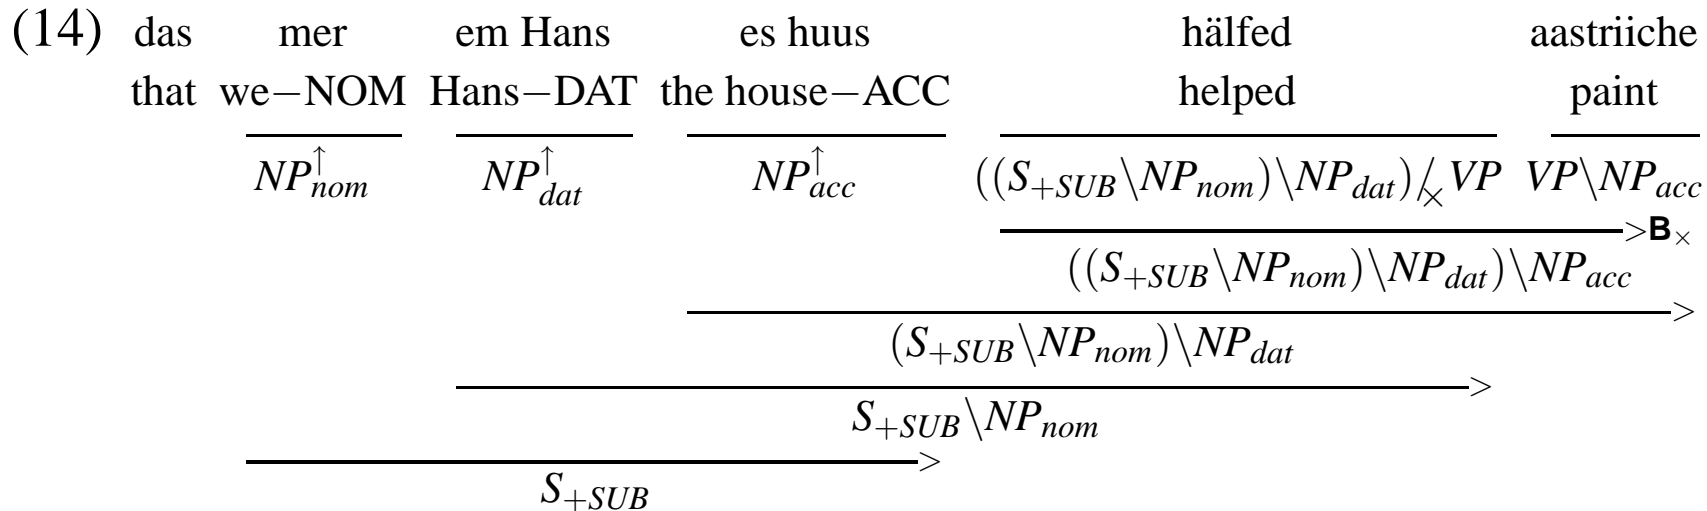 (14) das mer em Hans es huus hälfed aastriiche
that we−NOM Hans−DAT the house−ACC helped paint
NP↑nom NP↑dat NP↑acc ((S+SUB\NPnom)\NPdat)/×VP VP\NPacc
>B×
((S+SUB\NPnom)\NPdat)\NPacc
>
(S+SUB\NPnom)\NPdat
>
S+SUB\NPnom
>
S+SUB